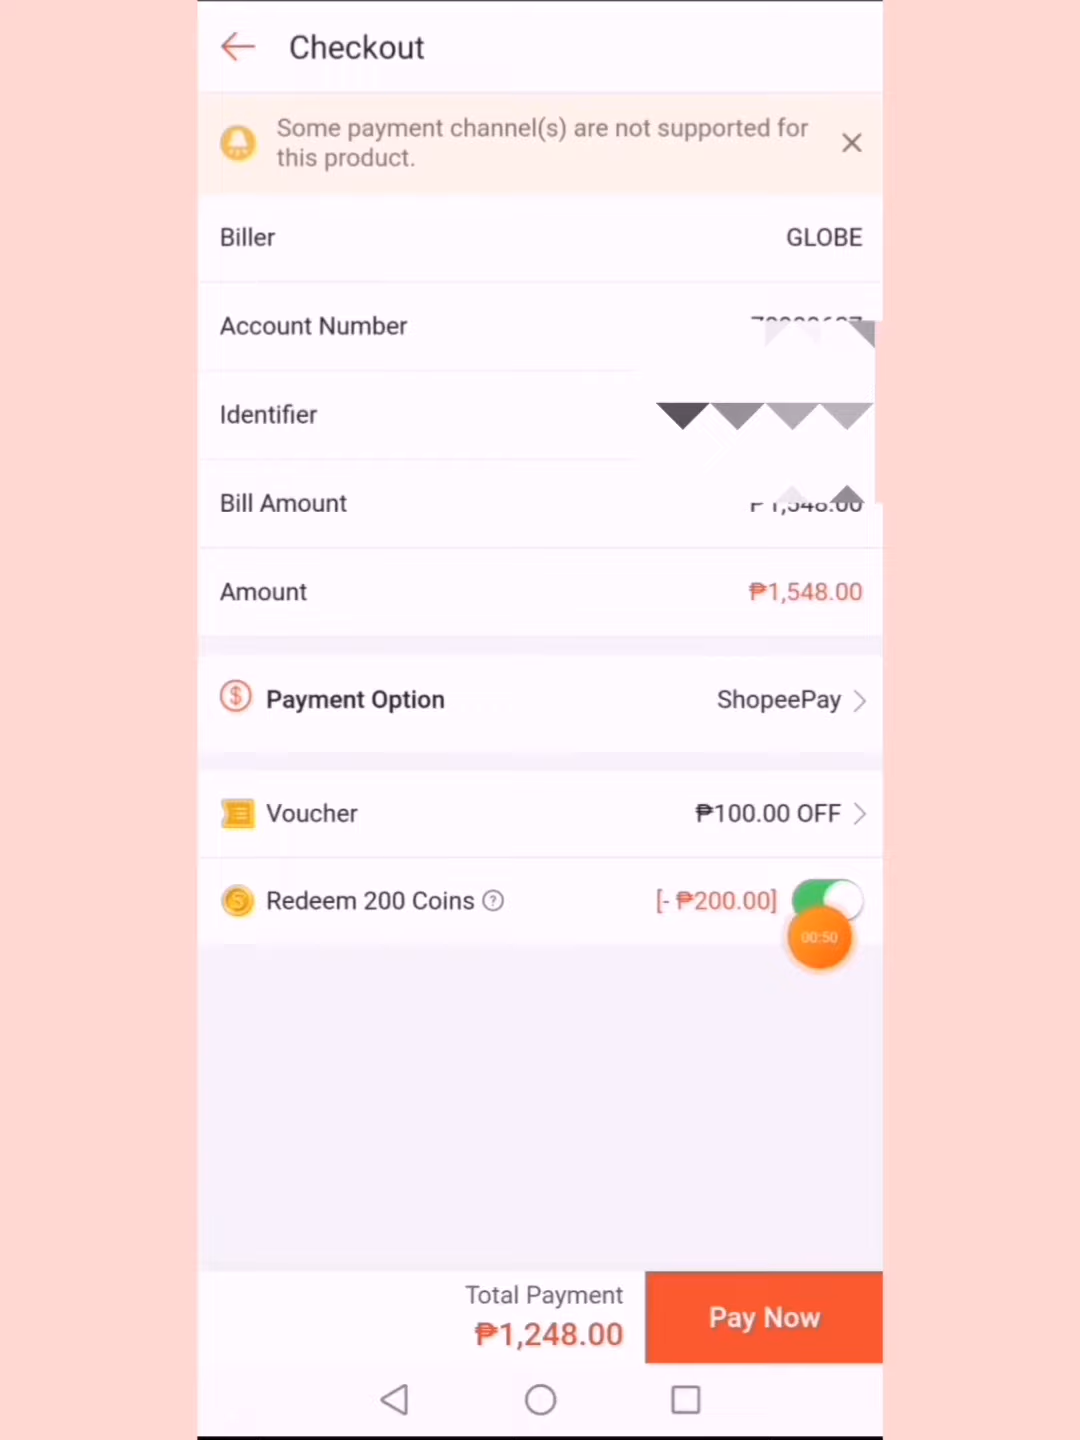 Checkout
Some payment channel(s) are not supported for
this product.
Biller GLOBE
Account Number
Identifier
Bill Amount ₱1,548.00
Amount ₱1,548.00
Payment Option ShopeePay
Voucher ₱100.00 OFF
Redeem 200 Coins ? [- ₱200.00]
00:50
Total Payment
₱1,248.00
Pay Now